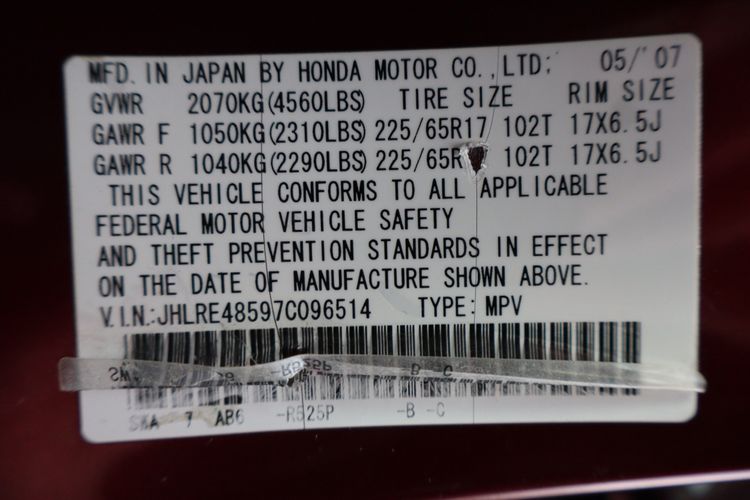 MFD. IN JAPAN BY HONDA MOTOR CO.,LTD; 05/'07
GVWR 2070KG(4560LBS) TIRE SIZE RIM SIZE
GAWR F 1050KG(2310LBS) 225/65R17 102T 17X6.5J
GAWR R 1040KG(2290LBS) 225/65R 102T 17X6.5J
THIS VEHICLE CONFORMS TO ALL APPLICABLE
FEDERAL MOTOR VEHICLE SAFETY
AND THEFT PREVENTION STANDARDS IN EFFECT
ON THE DATE OF MANUFACTURE SHOWN ABOVE.
V.I.N.:JHLRE48597C096514 TYPE: MPV
SWA 7 AB6 -R525P -B -C